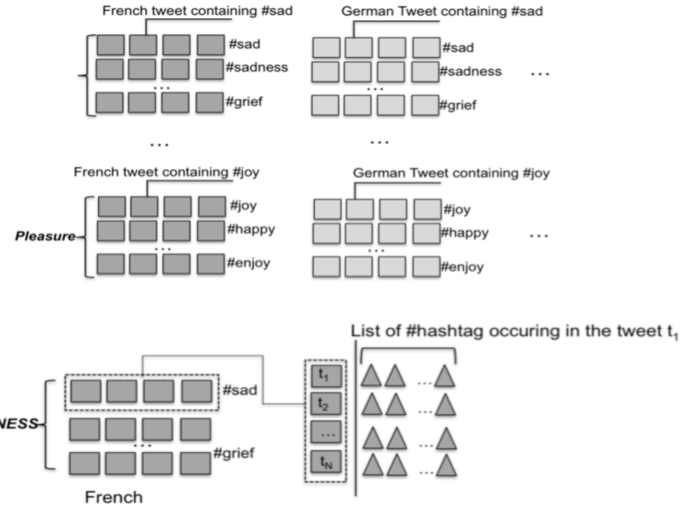 French tweet containing #sad German Tweet containing #sad
#sad #sad
#sadness #sadness ...
... ...
#grief #grief
... ...
French tweet containing #joy German Tweet containing #joy
#joy #joy
Pleasure #happy #happy ...
... ...
#enjoy #enjoy
List of #hashtag occuring in the tweet t1
#sad t1 ...
NESS t2 ...
... ... ...
#grief tN ...
French